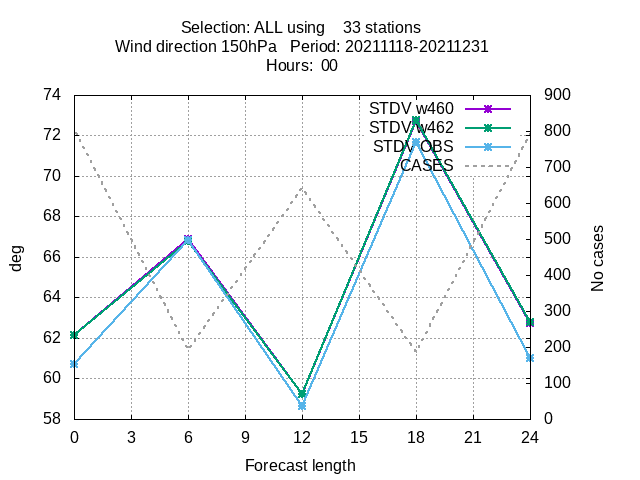 Selection: ALL using    33 stations
Wind direction 150hPa   Period: 20211118-20211231
Hours:  00
74
72
70
68
66
64
62
60
58
deg
900
800
700
600
500
400
300
200
100
0
No cases
STDV w460
STDV w462
STDV OBS
CASES
0 3 6 9 12 15 18 21 24
Forecast length